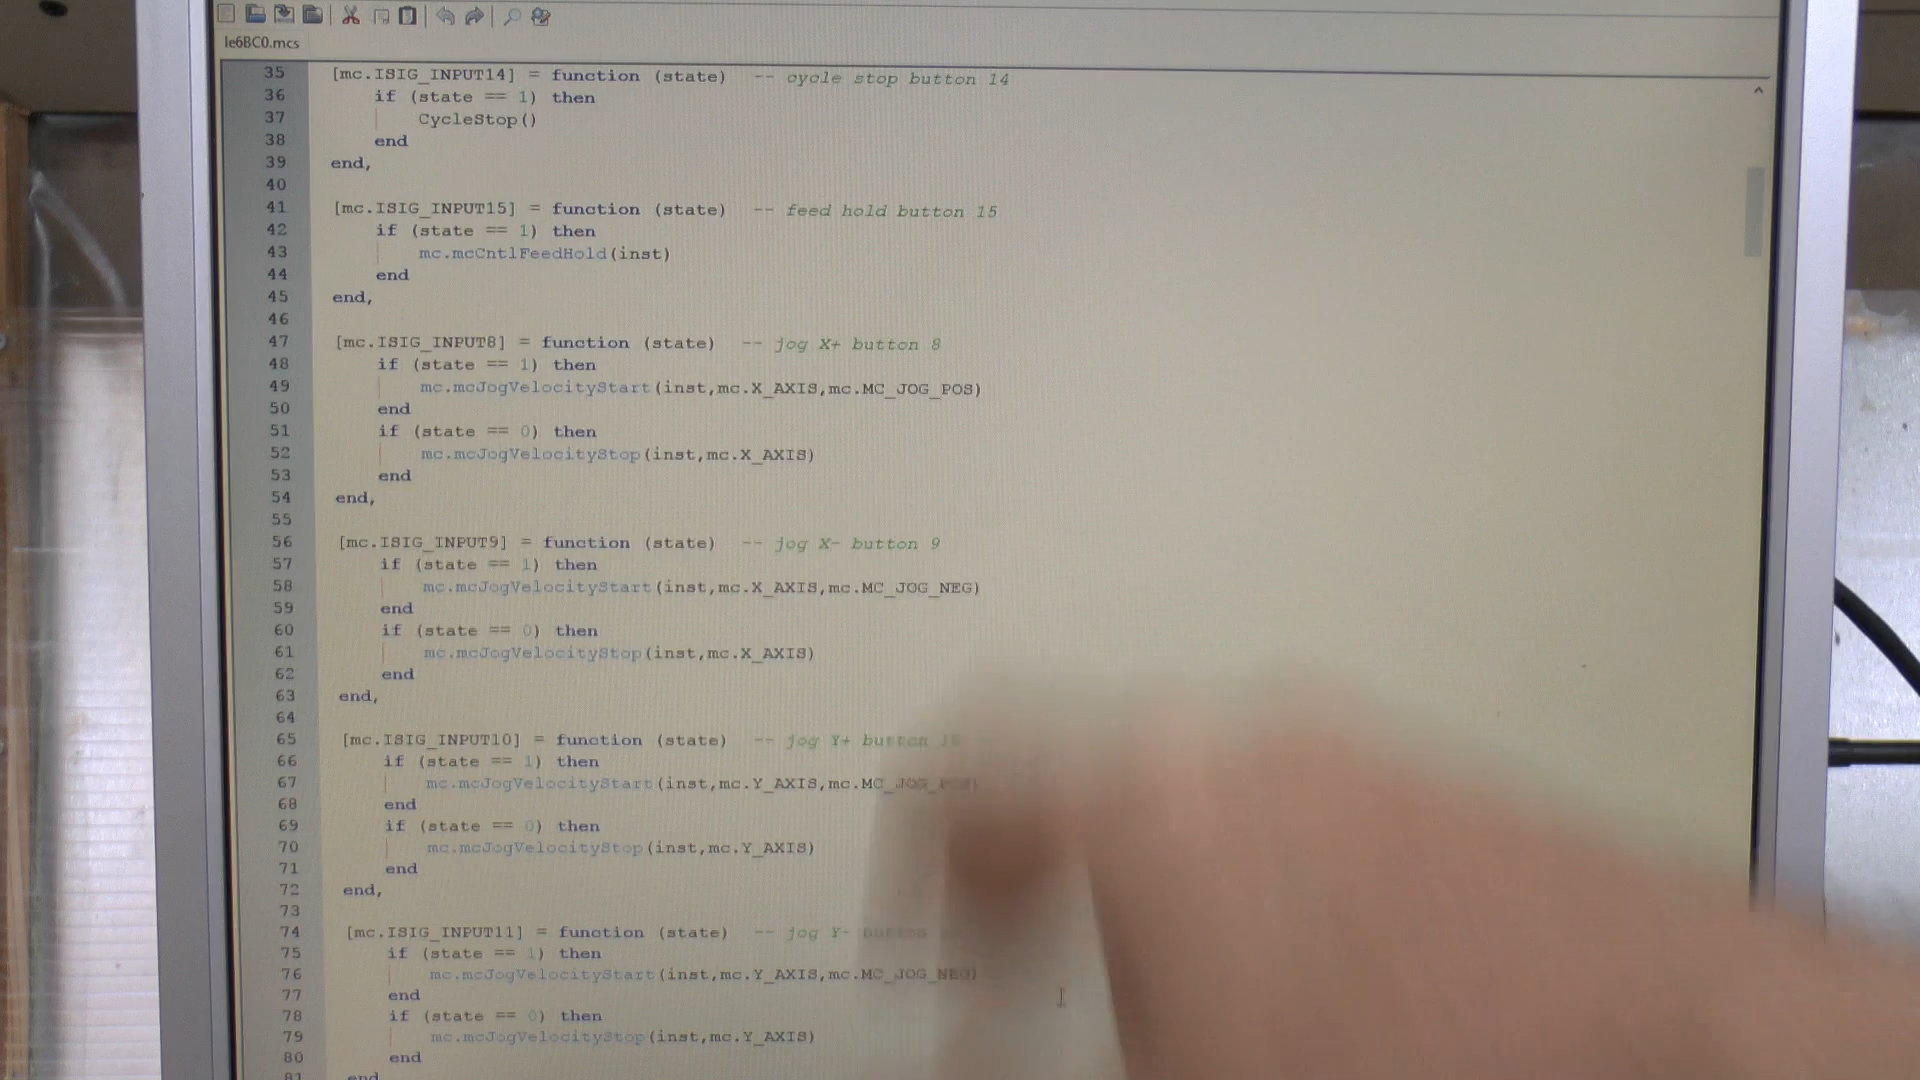 le6BC0.mcs
35 [mc.ISIG_INPUT14] = function (state) -- cycle stop button 14
36 if (state == 1) then
37 CycleStop()
38 end
39 end,
40
41 [mc.ISIG_INPUT15] = function (state) -- feed hold button 15
42 if (state == 1) then
43 mc.mcCntlFeedHold(inst)
44 end
45 end,
46
47 [mc.ISIG_INPUT8] = function (state) -- jog X+ button 8
48 if (state == 1) then
49 mc.mcJogVelocityStart(inst,mc.X_AXIS,mc.MC_JOG_POS)
50 end
51 if (state == 0) then
52 mc.mcJogVelocityStop(inst,mc.X_AXIS)
53 end
54 end,
55
56 [mc.ISIG_INPUT9] = function (state) -- jog X- button 9
57 if (state == 1) then
58 mc.mcJogVelocityStart(inst,mc.X_AXIS,mc.MC_JOG_NEG)
59 end
60 if (state == 0) then
61 mc.mcJogVelocityStop(inst,mc.X_AXIS)
62 end
63 end,
64
65 [mc.ISIG_INPUT10] = function (state) -- jog Y+ button
66 if (state == 1) then
67 mc.mcJogVelocityStart(inst,mc.Y_AXIS,mc.MC_JOG_POS)
68 end
69 if (state == 0) then
70 mc.mcJogVelocityStop(inst,mc.Y_AXIS)
71 end
72 end,
73
74 [mc.ISIG_INPUT11] = function (state) -- jog Y- button
75 if (state == 1) then
76 mc.mcJogVelocityStart(inst,mc.Y_AXIS,mc.MC_JOG_NEG)
77 end
78 if (state == 0) then
79 mc.mcJogVelocityStop(inst,mc.Y_AXIS)
80 end
81 end